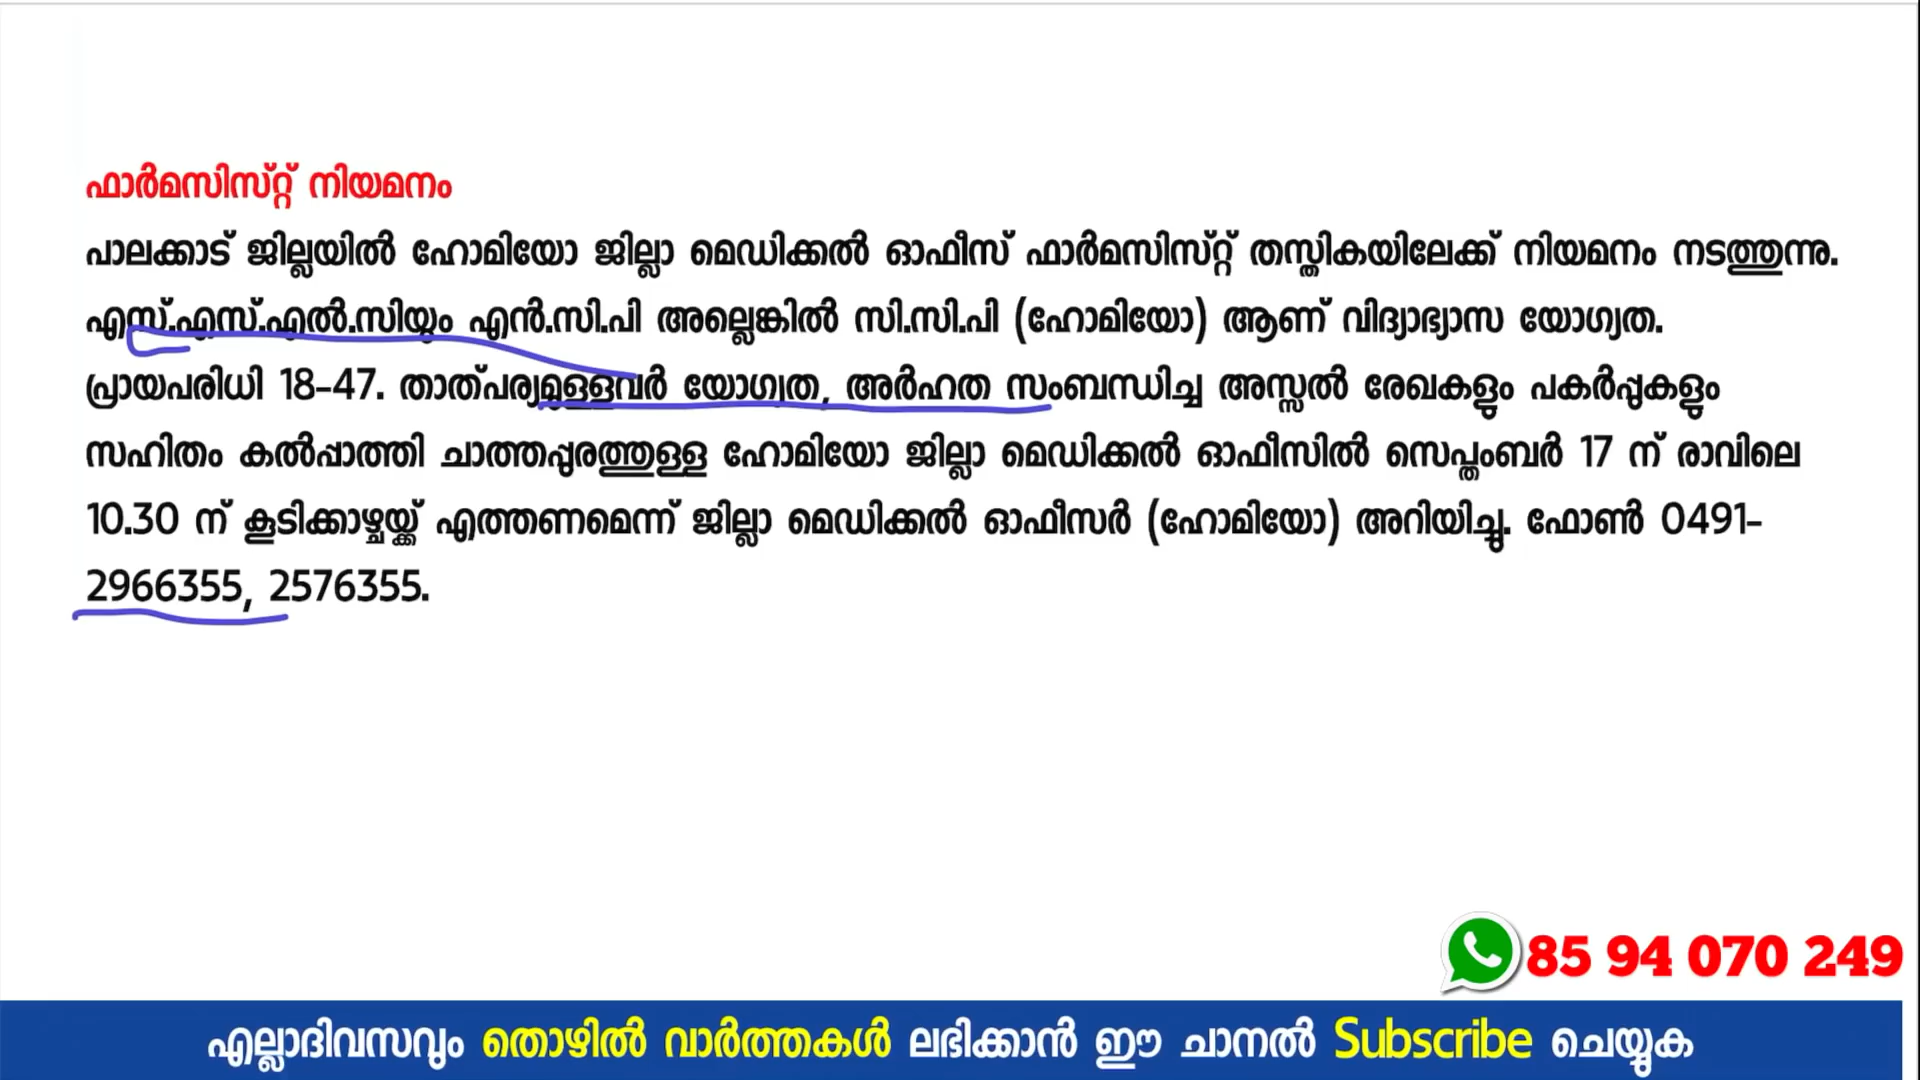 ഫാർമസിസ്റ്റ് നിയമനം
പാലക്കാട് ജില്ലയിൽ ഹോമിയോ ജില്ലാ മെഡിക്കൽ ഓഫീസ് ഫാർമസിസ്റ്റ് തസ്തികയിലേക്ക് നിയമനം നടത്തുന്നു.
എസ്.എസ്.എൽ.സിയും എൻ.സി.പി അല്ലെങ്കിൽ സി.സി.പി (ഹോമിയോ) ആണ് വിദ്യാഭ്യാസ യോഗ്യത.
പ്രായപരിധി 18-47. താത്പര്യമുള്ളവർ യോഗ്യത, അർഹത സംബന്ധിച്ച അസ്സൽ രേഖകളും പകർപ്പുകളും
സഹിതം കൽപ്പാത്തി ചാത്തപ്പുരത്തുള്ള ഹോമിയോ ജില്ലാ മെഡിക്കൽ ഓഫീസിൽ സെപ്തംബർ 17 ന് രാവിലെ
10.30 ന് കൂടിക്കാഴ്ചയ്ക്ക് എത്തണമെന്ന് ജില്ലാ മെഡിക്കൽ ഓഫീസർ (ഹോമിയോ) അറിയിച്ചു. ഫോൺ 0491-
2966355, 2576355.
85 94 070 249
എല്ലാദിവസവും തൊഴിൽ വാർത്തകൾ ലഭിക്കാൻ ഈ ചാനൽ Subscribe ചെയ്യുക